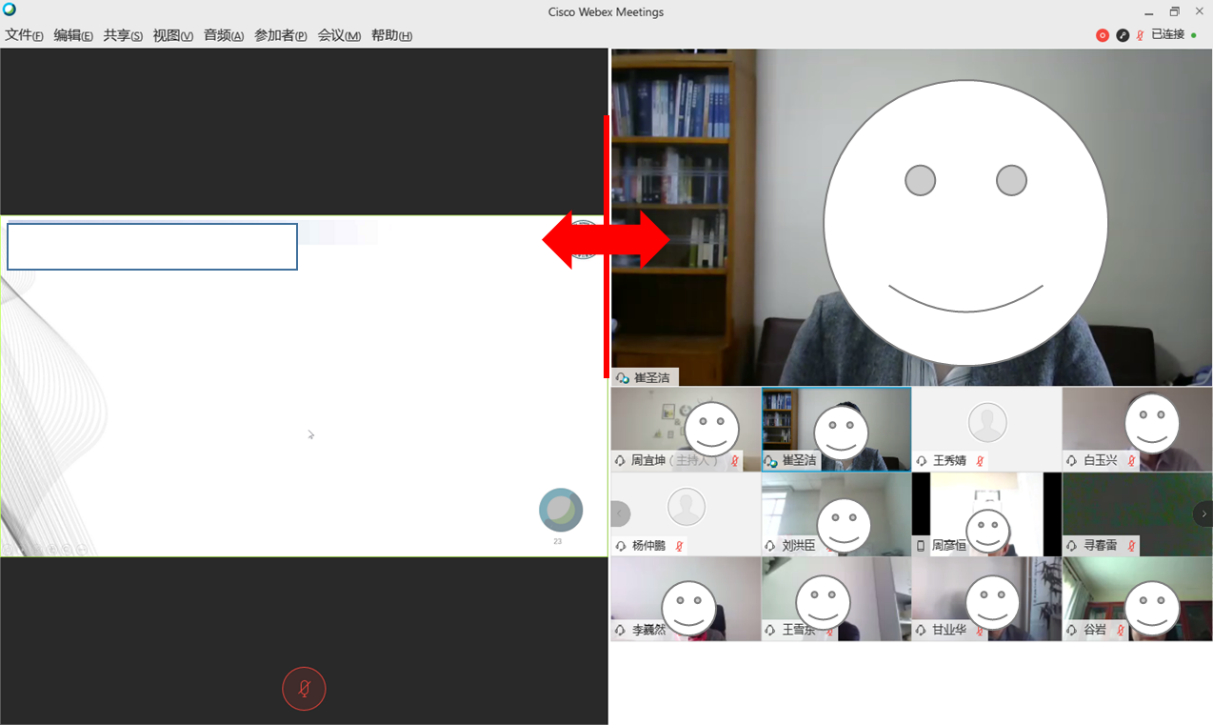 Cisco Webex Meetings
文件(F) 编辑(E) 共享(S) 视图(V) 音频(A) 参加者(P) 会议(M) 帮助(H)
已连接
崔圣洁
周宜坤（主持人）
崔圣洁
王秀婧
白玉兴
杨仲鹏
刘洪臣
周彦恒
寻春雷
23
李巍然
王雪东
甘业华
谷岩